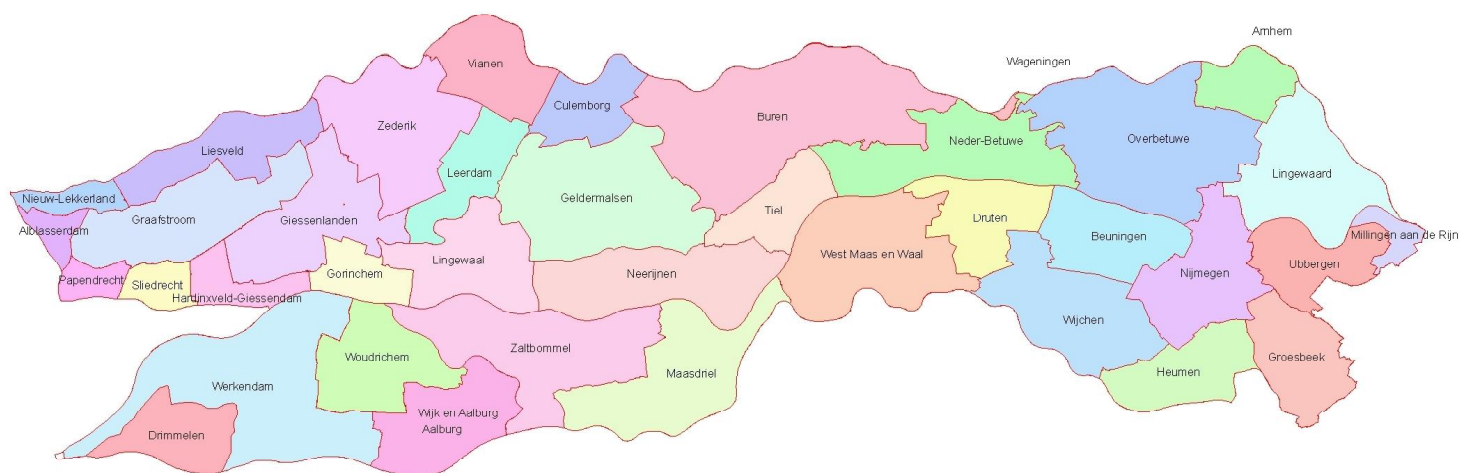 Arnhem
Vianen
Wageningen
Culemborg
Buren
Zederik
Overbetuwe
Neder-Betuwe
Liesveld
Leerdam
Lingewaard
Nieuw-Lekkerland
Geldermalsen
Tiel
Graafstroom
Giessenlanden
Druten
Alblasserdam
Beuningen
Millingen aan de Rijn
West Maas en Waal
Lingewaal
Ubbergen
Neerijnen
Gorinchem
Nijmegen
Papendrecht
Sliedrecht
Hardinxveld-Giessendam
Wijchen
Zaltbommel
Woudrichem
Groesbeek
Maasdriel
Heumen
Werkendam
Wijk en Aalburg
Aalburg
Drimmelen